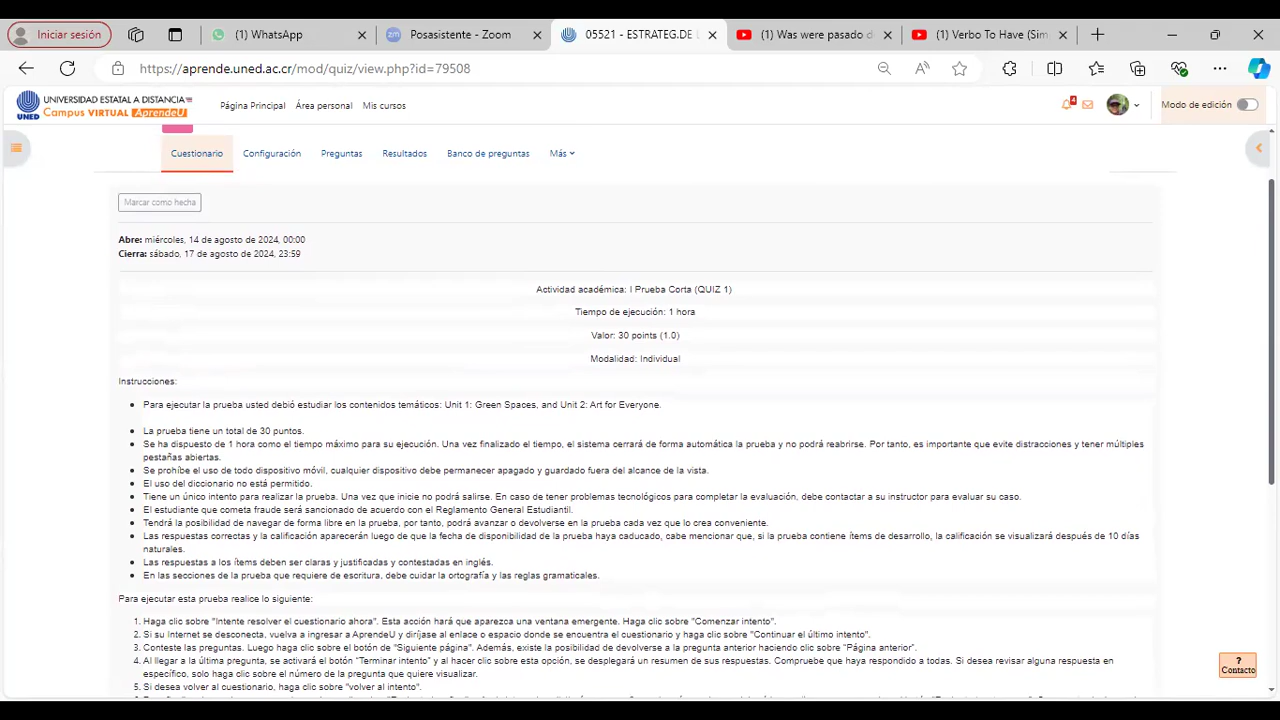 Iniciar sesión
(1) WhatsApp
Posasistente - Zoom
05521 - ESTRATEG.DE
(1) Was were pasado d
(1) Verbo To Have (Sim
https://aprende.uned.ac.cr/mod/quiz/view.php?id=79508
UNED
UNIVERSIDAD ESTATAL A DISTANCIA
Campus VIRTUAL AprendeU
Página Principal Área personal Mis cursos
4
Modo de edición
Cuestionario Configuración Preguntas Resultados Banco de preguntas Más
Marcar como hecha
Abre: miércoles, 14 de agosto de 2024, 00:00
Cierra: sábado, 17 de agosto de 2024, 23:59
Actividad académica: I Prueba Corta (QUIZ 1)
Tiempo de ejecución: 1 hora
Valor: 30 points (1.0)
Modalidad: Individual
Instrucciones:
• Para ejecutar la prueba usted debió estudiar los contenidos temáticos: Unit 1: Green Spaces, and Unit 2: Art for Everyone.
• La prueba tiene un total de 30 puntos.
• Se ha dispuesto de 1 hora como el tiempo máximo para su ejecución. Una vez finalizado el tiempo, el sistema cerrará de forma automática la prueba y no podrá reabrirse. Por tanto, es importante que evite distracciones y tener múltiples
pestañas abiertas.
• Se prohíbe el uso de todo dispositivo móvil, cualquier dispositivo debe permanecer apagado y guardado fuera del alcance de la vista.
• El uso del diccionario no está permitido.
• Tiene un único intento para realizar la prueba. Una vez que inicie no podrá salirse. En caso de tener problemas tecnológicos para completar la evaluación, debe contactar a su instructor para evaluar su caso.
• El estudiante que cometa fraude será sancionado de acuerdo con el Reglamento General Estudiantil.
• Tendrá la posibilidad de navegar de forma libre en la prueba, por tanto, podrá avanzar o devolverse en la prueba cada vez que lo crea conveniente.
• Las respuestas correctas y la calificación aparecerán luego de que la fecha de disponibilidad de la prueba haya caducado, cabe mencionar que, si la prueba contiene ítems de desarrollo, la calificación se visualizará después de 10 días
naturales.
• Las respuestas a los ítems deben ser claras y justificadas y contestadas en inglés.
• En las secciones de la prueba que requiere de escritura, debe cuidar la ortografía y las reglas gramaticales.
Para ejecutar esta prueba realice lo siguiente:
1. Haga clic sobre "Intente resolver el cuestionario ahora". Esta acción hará que aparezca una ventana emergente. Haga clic sobre "Comenzar intento".
2. Si su Internet se desconecta, vuelva a ingresar a AprendeU y diríjase al enlace o espacio donde se encuentra el cuestionario y haga clic sobre "Continuar el último intento".
3. Conteste las preguntas. Luego haga clic sobre el botón de "Siguiente página". Además, existe la posibilidad de devolverse a la pregunta anterior haciendo clic sobre "Página anterior".
4. Al llegar a la última pregunta, se activará el botón "Terminar intento" y al hacer clic sobre esta opción, se desplegará un resumen de sus respuestas. Compruebe que haya respondido a todas. Si desea revisar alguna respuesta en
específico, solo haga clic sobre el número de la pregunta que quiere visualizar.
5. Si desea volver al cuestionario, haga clic sobre "volver al intento".
?
Contacto